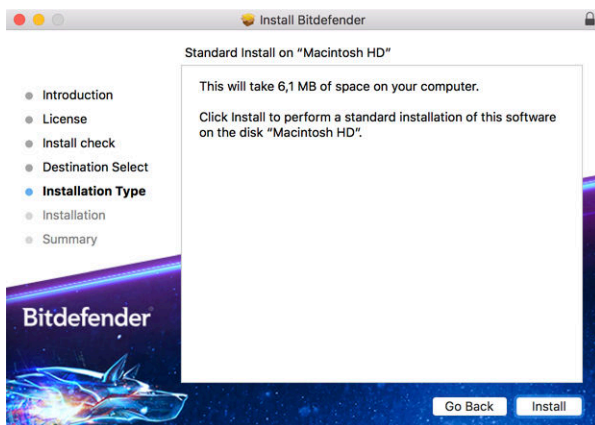 Install Bitdefender
Standard Install on “Macintosh HD”
Introduction
License
Install check
Destination Select
Installation Type
Installation
Summary
This will take 6,1 MB of space on your computer.
Click Install to perform a standard installation of this software
on the disk “Macintosh HD”.
Bitdefender
Go Back
Install